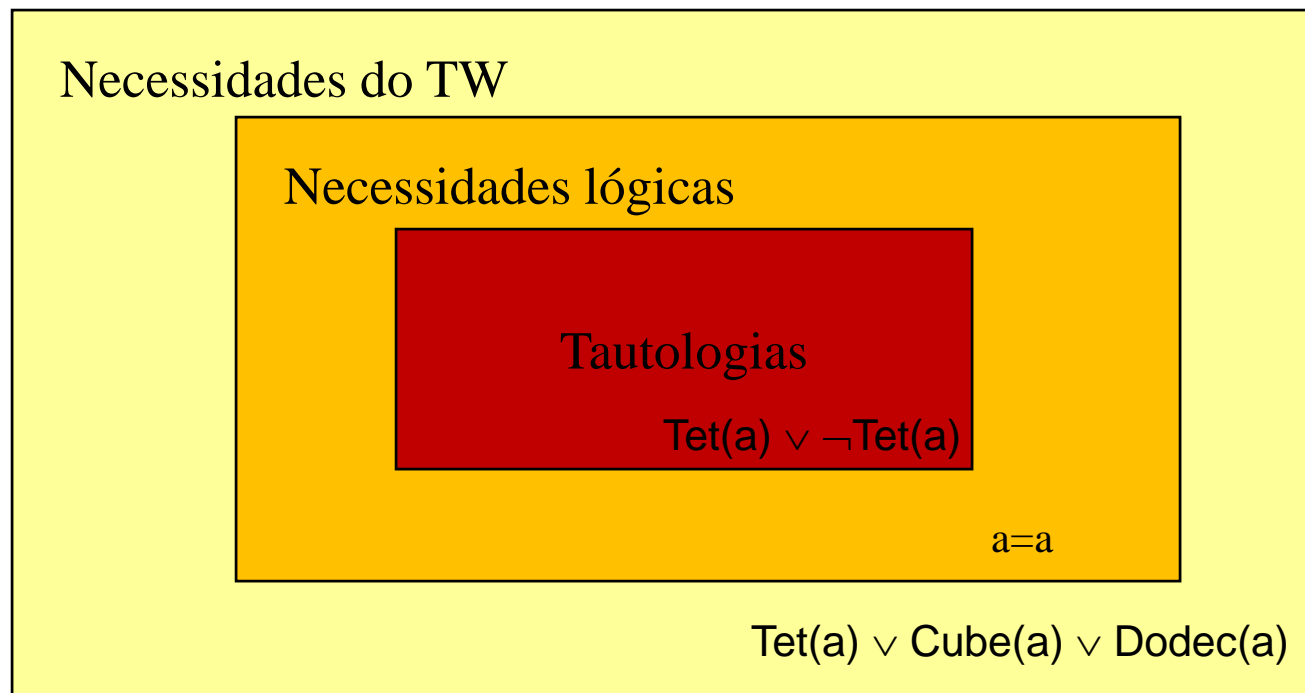 Necessidades do TW
Necessidades lógicas
Tautologias
Tet(a) ∨ ¬Tet(a)
a=a
Tet(a) ∨ Cube(a) ∨ Dodec(a)